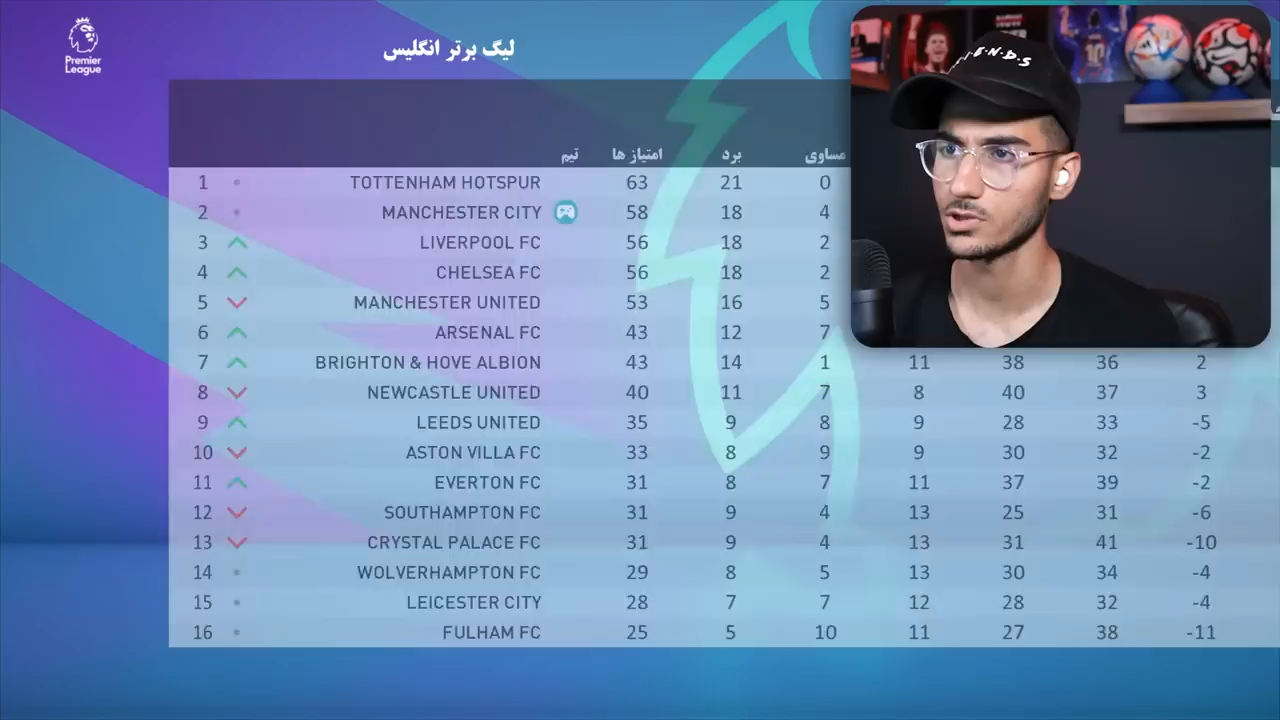 Premier
League
لیگ برتر انگلیس
تیم امتیاز ها برد مساوی
1 TOTTENHAM HOTSPUR 63 21 0
2 MANCHESTER CITY 58 18 4
3 LIVERPOOL FC 56 18 2
4 CHELSEA FC 56 18 2
5 MANCHESTER UNITED 53 16 5
6 ARSENAL FC 43 12 7
7 BRIGHTON & HOVE ALBION 43 14 1 11 38 36 2
8 NEWCASTLE UNITED 40 11 7 8 40 37 3
9 LEEDS UNITED 35 9 8 9 28 33 -5
10 ASTON VILLA FC 33 8 9 9 30 32 -2
11 EVERTON FC 31 8 7 11 37 39 -2
12 SOUTHAMPTON FC 31 9 4 13 25 31 -6
13 CRYSTAL PALACE FC 31 9 4 13 31 41 -10
14 WOLVERHAMPTON FC 29 8 5 13 30 34 -4
15 LEICESTER CITY 28 7 7 12 28 32 -4
16 FULHAM FC 25 5 10 11 27 38 -11
10